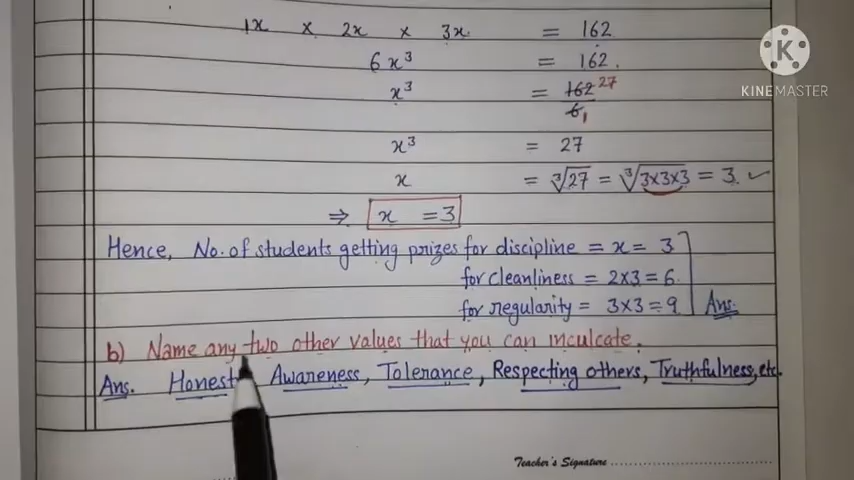 1x × 2x × 3x = 162
6x³ = 162.
KINEMASTER
x³ = 162 27 / 6 1
x³ = 27
x = ∛27 = ∛3×3×3 = 3. ✓
⇒ x = 3
Hence, No. of students getting prizes for discipline = x = 3
for cleanliness = 2×3 = 6.
for regularity = 3×3 = 9 Ans.
b) Name any two other values that you can inculcate.
Ans. Honest Awareness, Tolerance, Respecting others, Truthfulness, etc.
Teacher's Signature